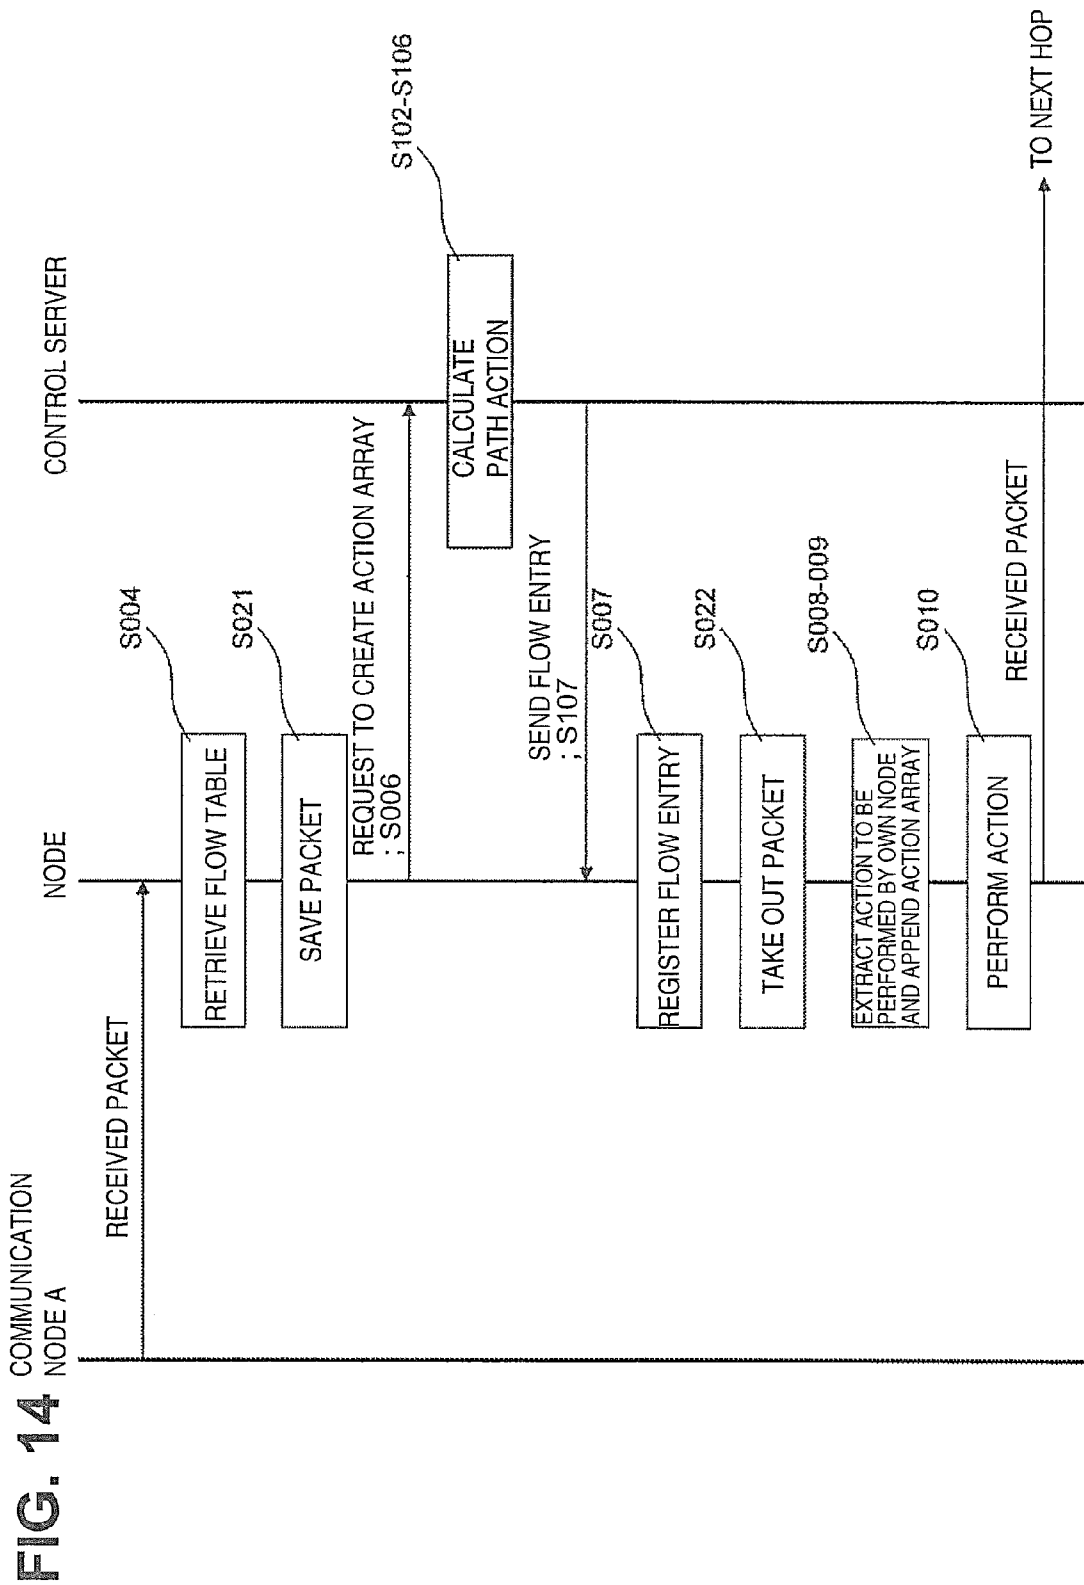 FIG. 14
COMMUNICATION
NODE A
NODE
CONTROL SERVER
RECEIVED PACKET
S004
RETRIEVE FLOW TABLE
S021
SAVE PACKET
REQUEST TO CREATE ACTION ARRAY
; S006
S102-S106
CALCULATE
PATH ACTION
SEND FLOW ENTRY
; S107
S007
REGISTER FLOW ENTRY
S022
TAKE OUT PACKET
S008-009
EXTRACT ACTION TO BE
PERFORMED BY OWN NODE
AND APPEND ACTION ARRAY
S010
PERFORM ACTION
RECEIVED PACKET
TO NEXT HOP